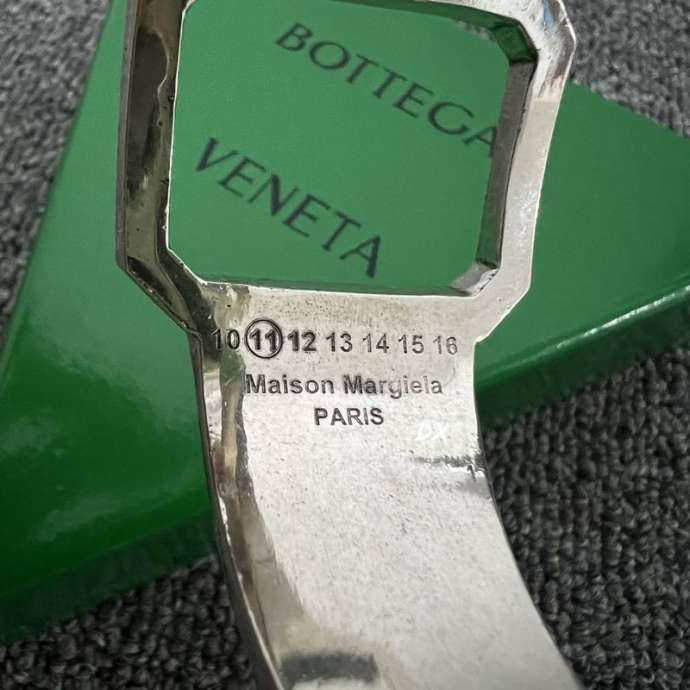 BOTTEGA
VENETA
10 ⑪ 12 13 14 15 16
Maison Margiela
PARIS
DX